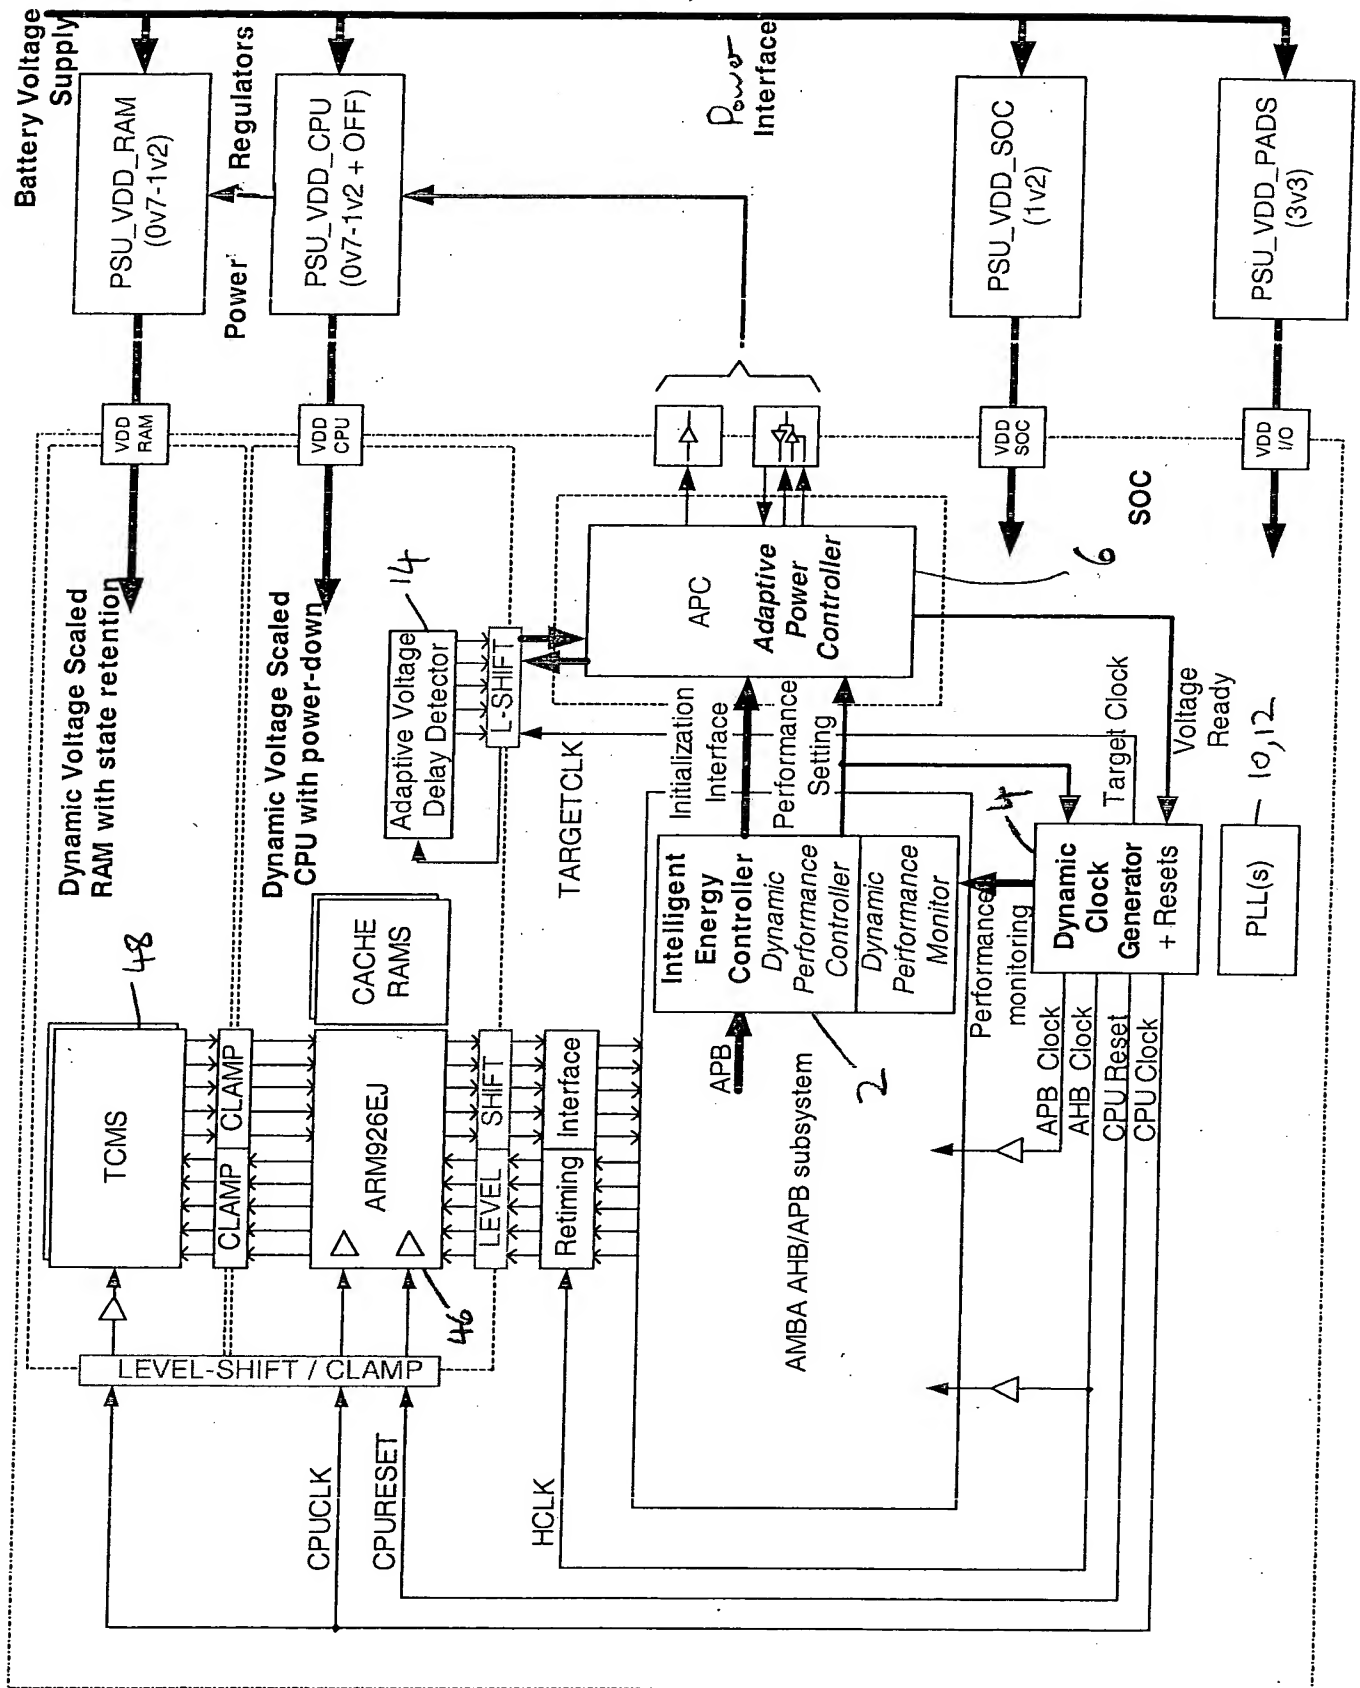 Battery Voltage
Supply
PSU_VDD_RAM
(0v7-1v2)
Power
Regulators
PSU_VDD_CPU
(0v7-1v2 + OFF)
Power
Interface
PSU_VDD_SOC
(1v2)
PSU_VDD_PADS
(3v3)
VDD
RAM
VDD
CPU
VDD
SOC
VDD
I/O
Dynamic Voltage Scaled
RAM with state retention
Dynamic Voltage Scaled
CPU with power-down
14
Adaptive Voltage
Delay Detector
L-SHIFT
APC
Adaptive
Power
Controller
6
SOC
TARGETCLK
Initialization
Interface
Performance
Setting
Target Clock
Voltage
Ready
48
TCMS
CLAMP
CLAMP
CACHE
RAMS
ARM926EJ
46
LEVEL
SHIFT
Retiming
Interface
LEVEL-SHIFT / CLAMP
CPUCLK
CPURESET
HCLK
APB
Intelligent
Energy
Controller
Dynamic
Performance
Controller
Dynamic
Performance
Monitor
2
AMBA AHB/APB subsystem
Performance
monitoring
4
Dynamic
Clock
Generator
+ Resets
APB Clock
AHB Clock
CPU Reset
CPU Clock
PLL(s)
10,12